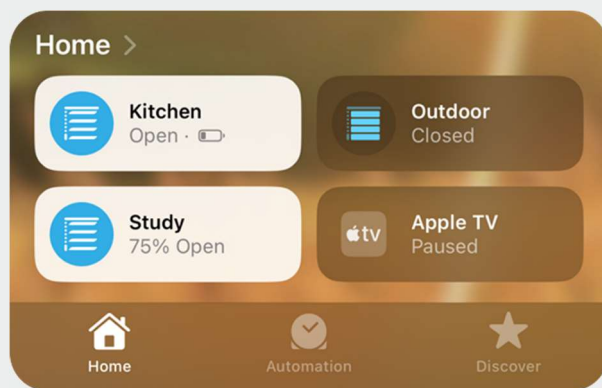 Home
Kitchen
Open ·
Outdoor
Closed
Study
75% Open
tv
Apple TV
Paused
Home
Automation
Discover